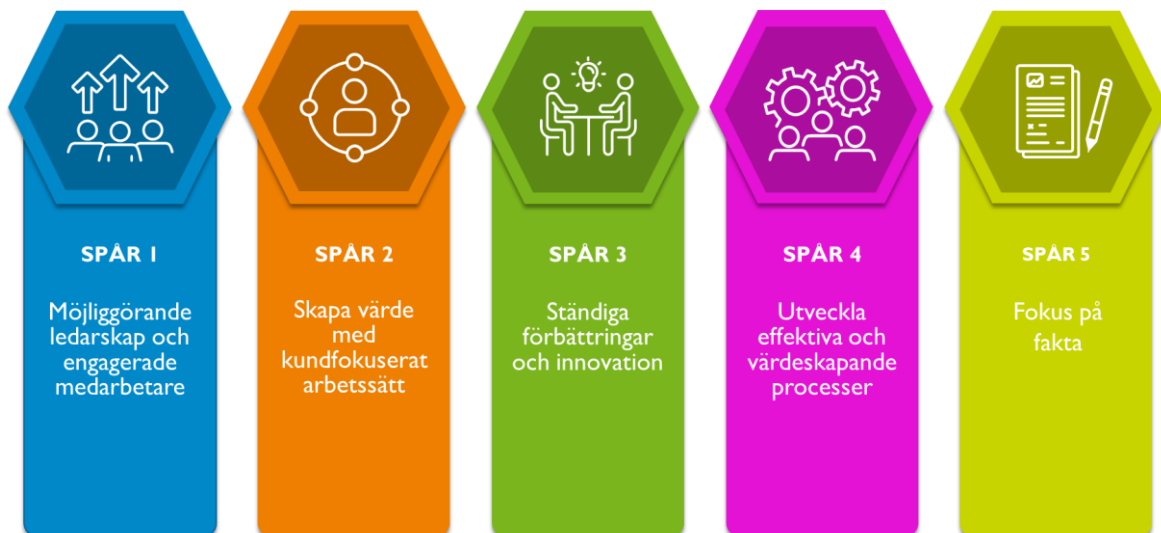 SPÅR 1
Möjliggörande
ledarskap och
engagerade
medarbetare
SPÅR 2
Skapa värde
med
kundfokuserat
arbetssätt
SPÅR 3
Ständiga
förbättringar
och innovation
SPÅR 4
Utveckla
effektiva och
värdeskapande
processer
SPÅR 5
Fokus på
fakta